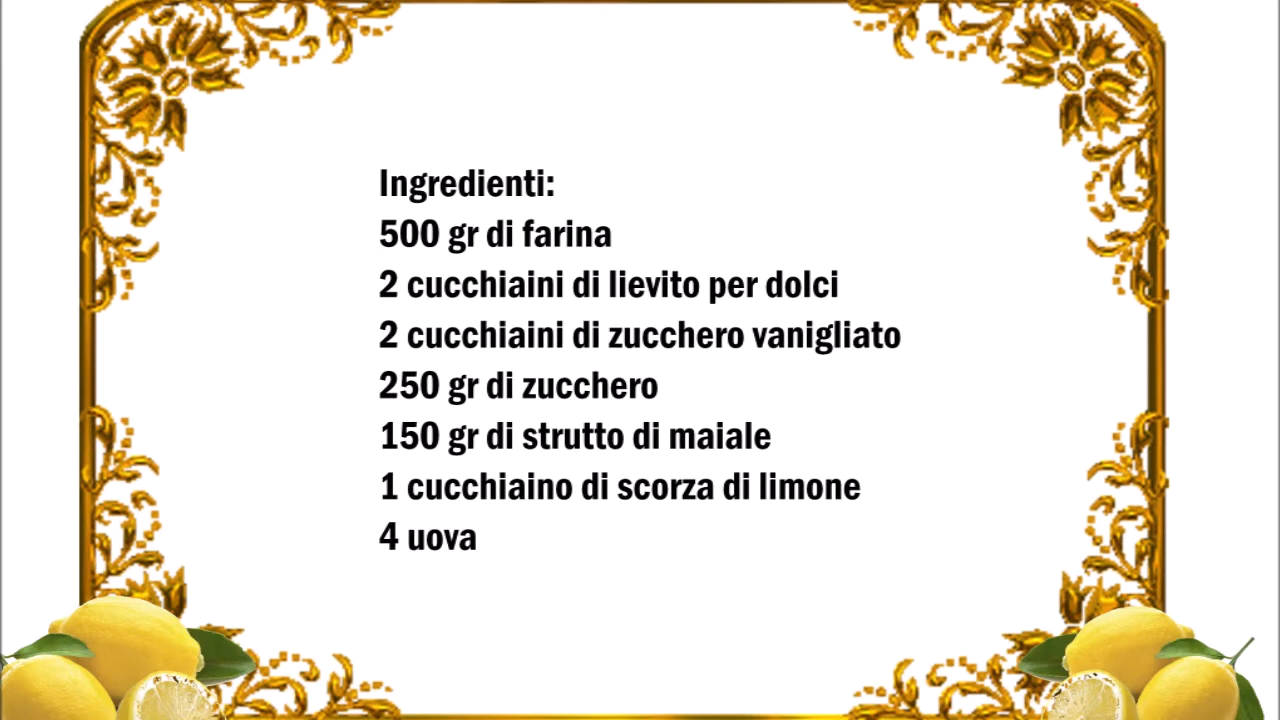 Ingredienti:
500 gr di farina
2 cucchiaini di lievito per dolci
2 cucchiaini di zucchero vanigliato
250 gr di zucchero
150 gr di strutto di maiale
1 cucchiaino di scorza di limone
4 uova